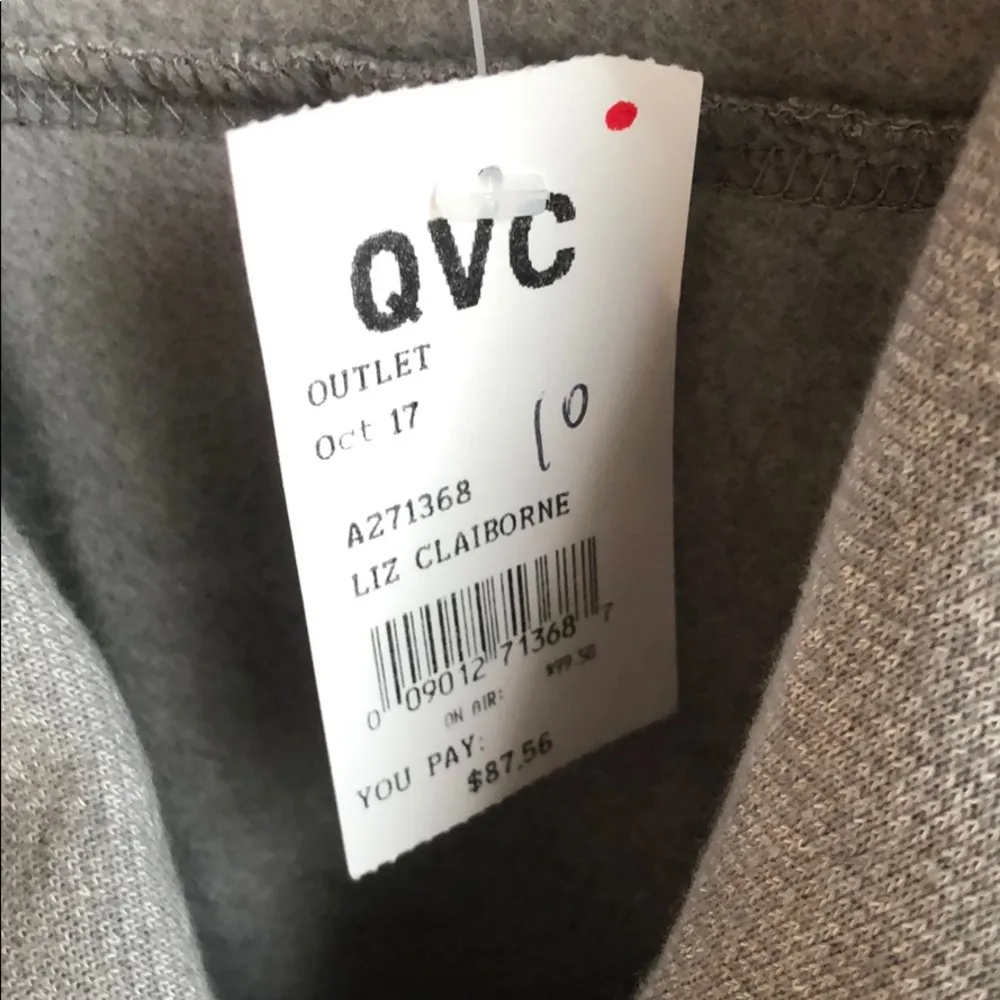 QVC
OUTLET
Oct 17
10
A271368
LIZ CLAIBORNE
0 09012 71368 7
ON AIR: $99.50
YOU PAY:
$87.56